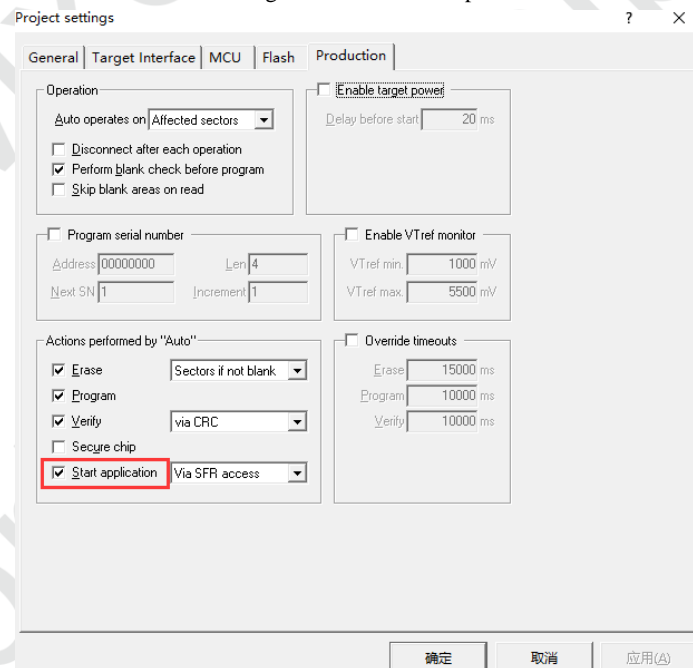 Project settings
?
×
General
Target Interface
MCU
Flash
Production
Operation
Auto operates on Affected sectors
Disconnect after each operation
Perform blank check before program
Skip blank areas on read
Enable target power
Delay before start 20 ms
Program serial number
Address 00000000 Len 4
Next SN 1 Increment 1
Enable VTref monitor
VTref min. 1000 mV
VTref max. 5500 mV
Actions performed by "Auto"
Erase Sectors if not blank
Program
Verify via CRC
Secure chip
Start application Via SFR access
Override timeouts
Erase 15000 ms
Program 10000 ms
Verify 10000 ms
确定
取消
应用(A)